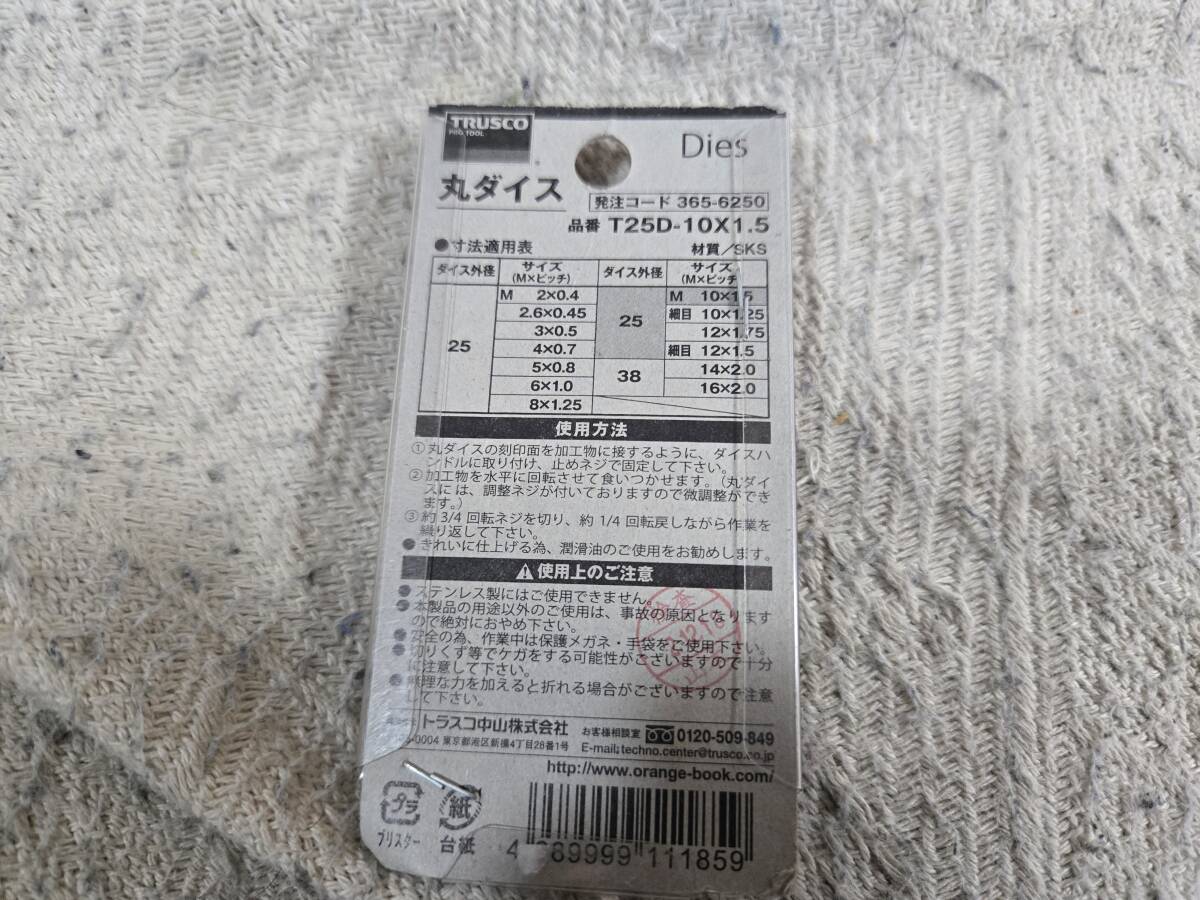 TRUSCO
PRO TOOL
Dies
丸ダイス
発注コード 365-6250
品番 T25D-10X1.5
●寸法適用表
材質／SKS
ダイス外径 サイズ (M×ピッチ) ダイス外径 サイズ (M×ピッチ)
25
M 2×0.4
2.6×0.45
3×0.5
4×0.7
5×0.8
6×1.0
8×1.25
25
M 10×1.5
細目 10×1.25
12×1.75
細目 12×1.5
38
14×2.0
16×2.0
使用方法
①丸ダイスの刻印面を加工物に接するように、ダイスハ
ンドルに取り付け、止めネジで固定して下さい。
②加工物を水平に回転させて食いつかせます。（丸ダイ
スには、調整ネジが付いておりますので微調整ができ
ます。）
③約 3/4 回転ネジを切り、約 1/4 回転戻しながら作業を
繰り返して下さい。
●きれいに仕上げる為、潤滑油のご使用をお勧めします。
⚠使用上のご注意
●ステンレス製にはご使用できません。
●本製品の用途以外のご使用は、事故の原因となります
ので絶対におやめ下さい。
●安全の為、作業中は保護メガネ・手袋をご使用下さい。
●切りくず等でケガをする可能性がございますので十分
に注意して下さい。
●無理な力を加えると折れる場合がございますので注意
して下さい。
トラスコ中山株式会社
お客様相談室 0120-509-849
-0004 東京都港区新橋4丁目28番1号
E-mail:techno.center@trusco.co.jp
http://www.orange-book.com/
プラ
ブリスター
紙
台紙
4 989999 111859